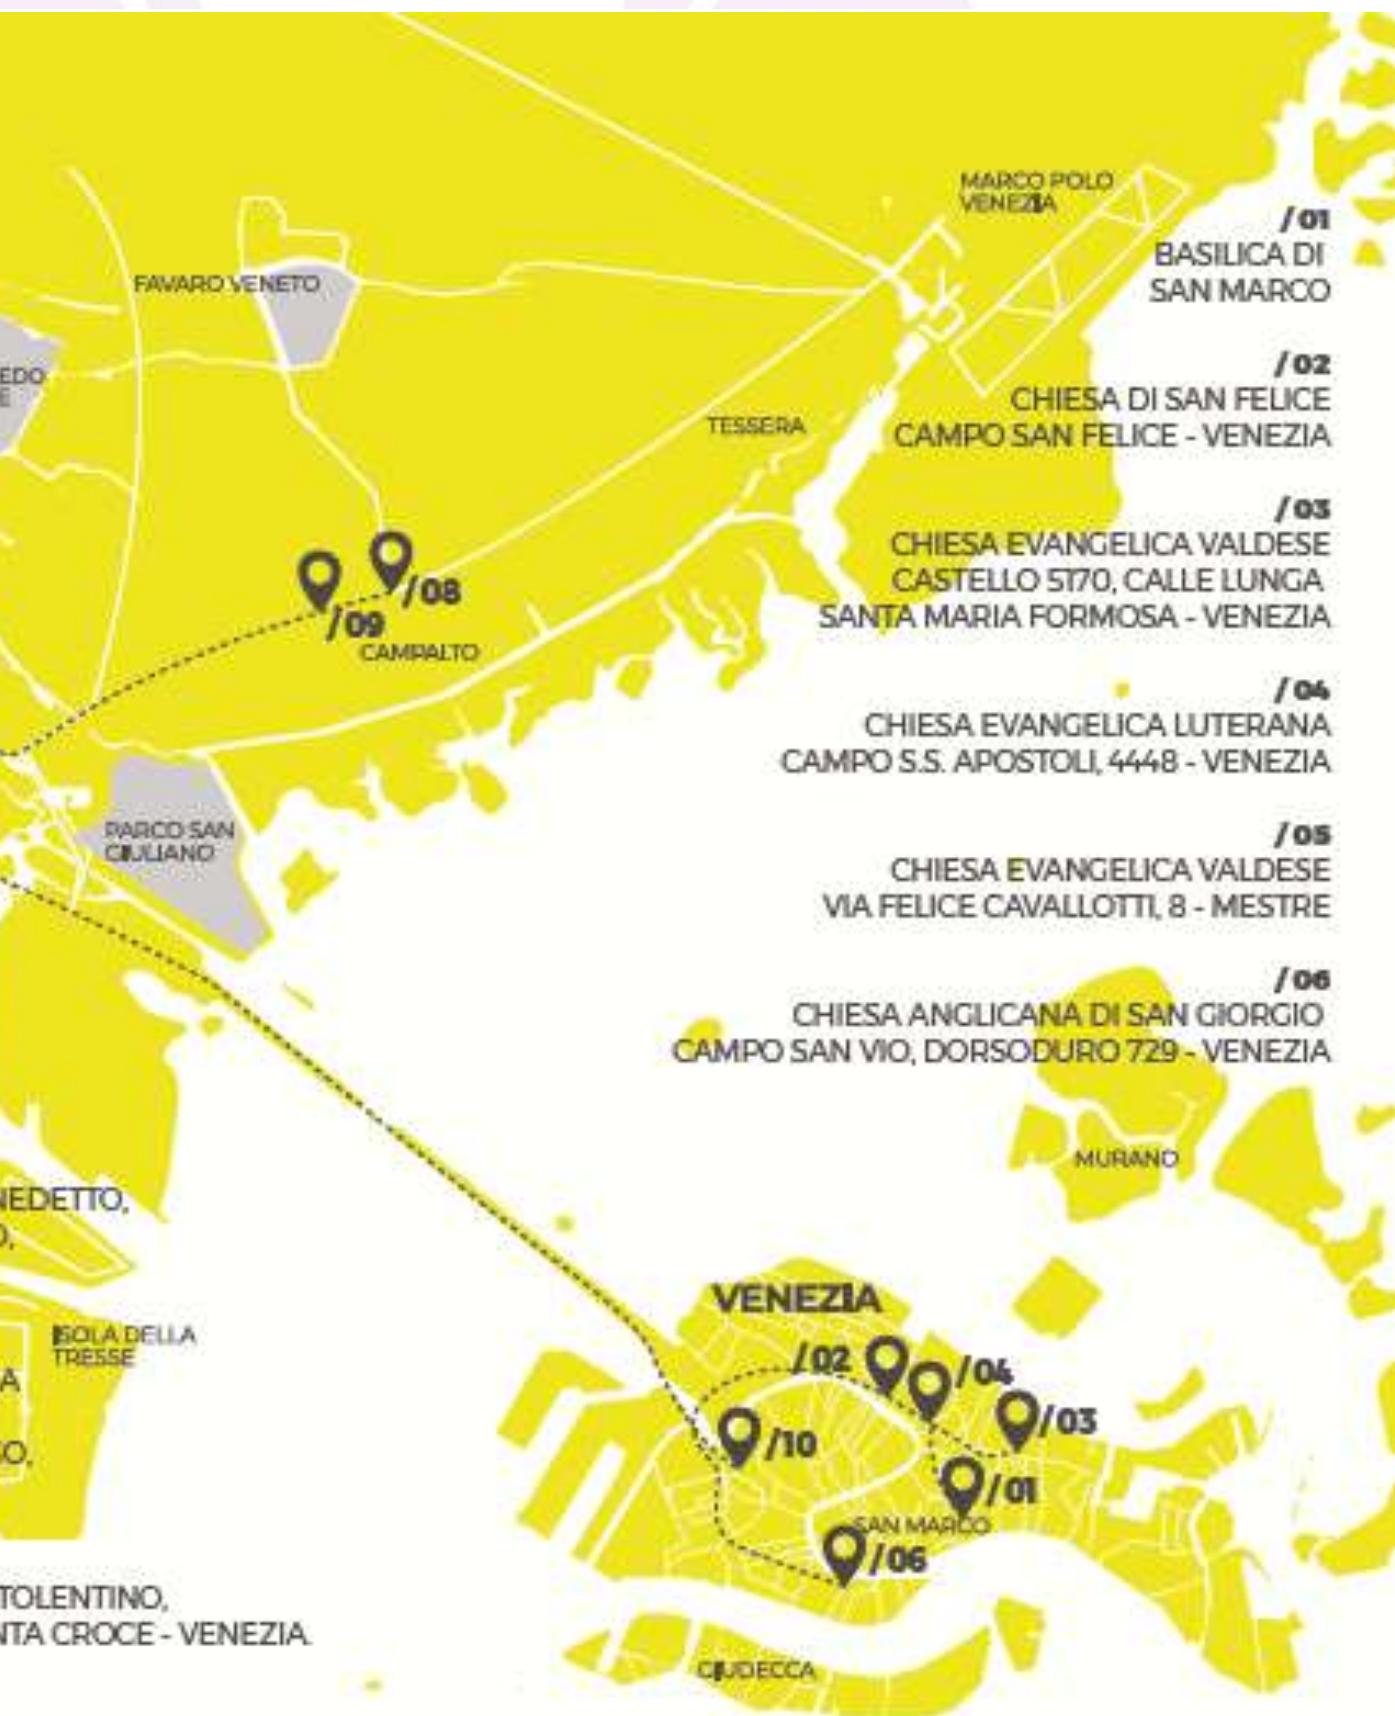 MARCO POLO
VENEZIA
/01
BASILICA DI
SAN MARCO
FAVARO VENETO
EDO
E
/02
CHIESA DI SAN FELICE
CAMPO SAN FELICE - VENEZIA
TESSERA
/03
CHIESA EVANGELICA VALDESE
CASTELLO 5170, CALLE LUNGA
SANTA MARIA FORMOSA - VENEZIA
/08
/09
CAMPALTO
/04
CHIESA EVANGELICA LUTERANA
CAMPO S.S. APOSTOLI, 4448 - VENEZIA
PARCO SAN
GIULIANO
/05
CHIESA EVANGELICA VALDESE
VIA FELICE CAVALLOTTI, 8 - MESTRE
/06
CHIESA ANGLICANA DI SAN GIORGIO
CAMPO SAN VIO, DORSODURO 729 - VENEZIA
MURANO
NEDETTO,
O,
VENEZIA
ISOLA DELLA
TRESSE
A
SO,
/02
/04
/03
/10
/01
SAN MARCO
/06
TOLENTINO,
NTA CROCE - VENEZIA.
GIUDECCA